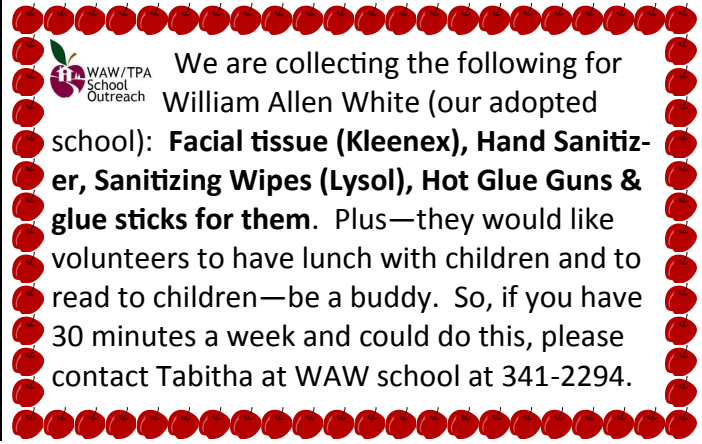 WAW/TPA
School
Outreach
We are collecting the following for
William Allen White (our adopted
school):  Facial tissue (Kleenex), Hand Sanitiz-
er, Sanitizing Wipes (Lysol), Hot Glue Guns &
glue sticks for them.  Plus—they would like
volunteers to have lunch with children and to
read to children—be a buddy.  So, if you have
30 minutes a week and could do this, please
contact Tabitha at WAW school at 341-2294.